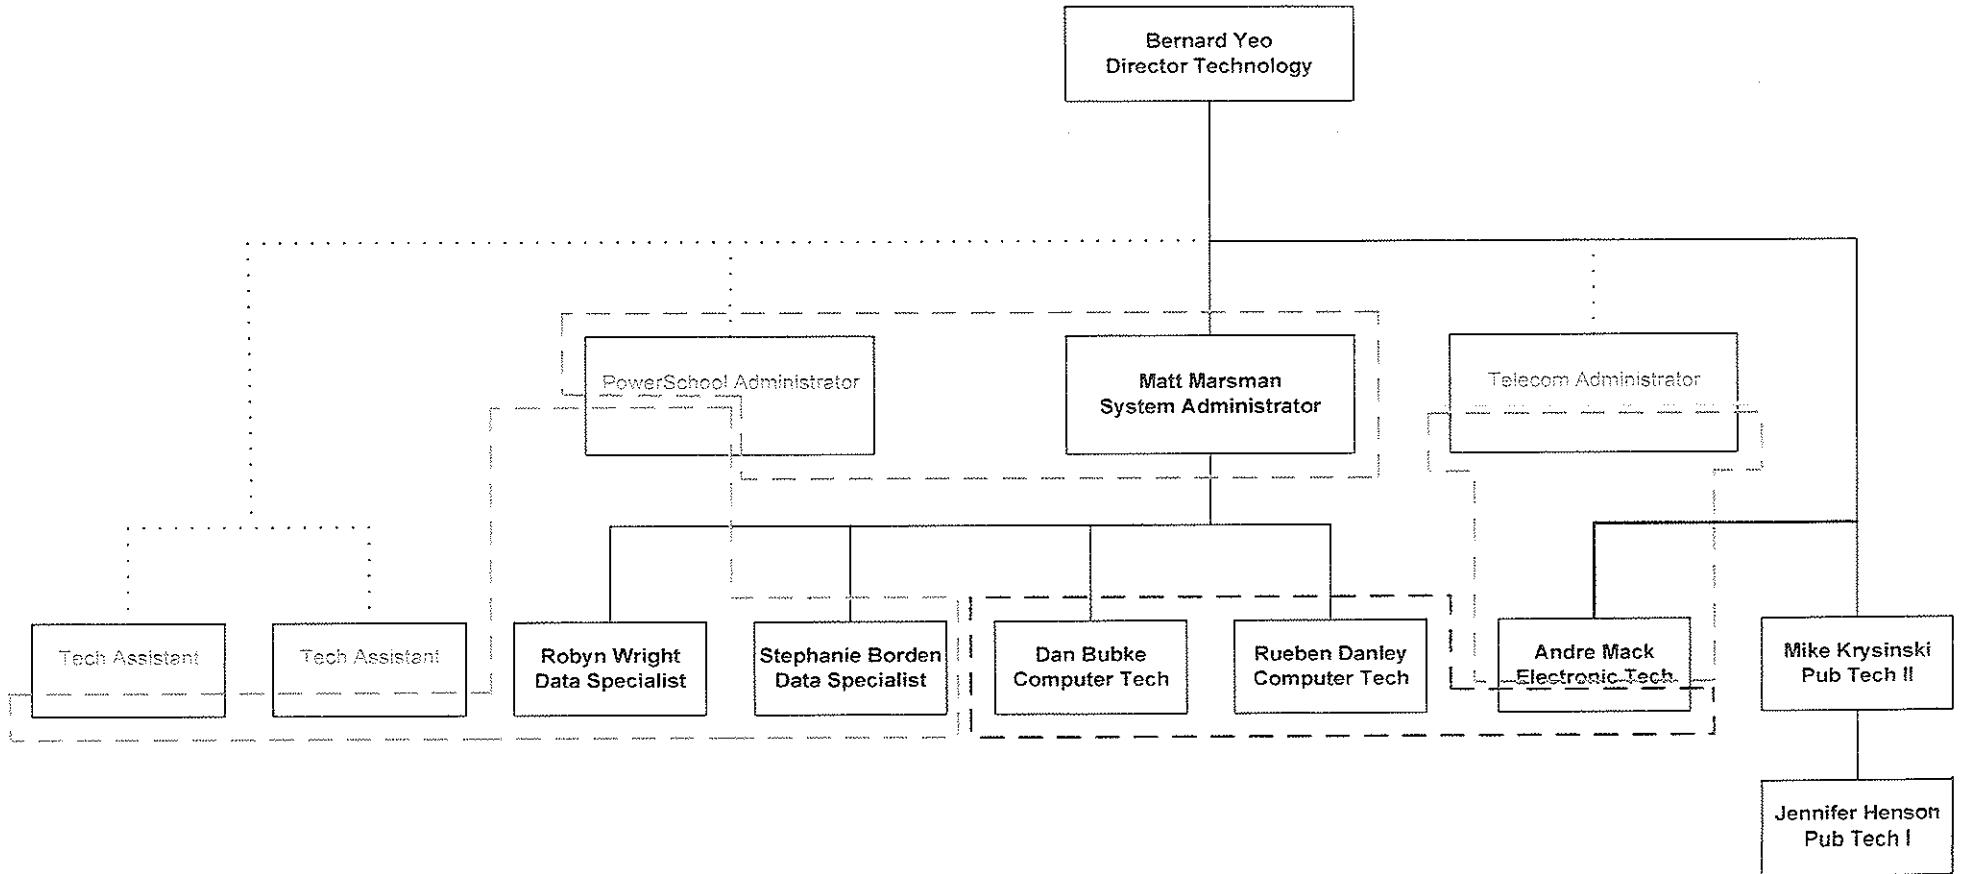 Bernard Yeo
Director Technology
PowerSchool Administrator
Matt Marsman
System Administrator
Telecom Administrator
Tech Assistant
Tech Assistant
Robyn Wright
Data Specialist
Stephanie Borden
Data Specialist
Dan Bubke
Computer Tech
Rueben Danley
Computer Tech
Andre Mack
Electronic Tech
Mike Krysinski
Pub Tech II
Jennifer Henson
Pub Tech I